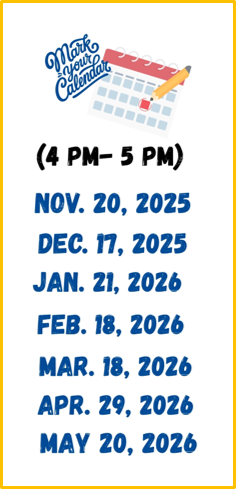 Mark
your
Calendar
(4 PM– 5 PM)
NOV. 20, 2025
DEC. 17, 2025
JAN. 21, 2026
FEB. 18, 2026
MAR. 18, 2026
APR. 29, 2026
MAY 20, 2026